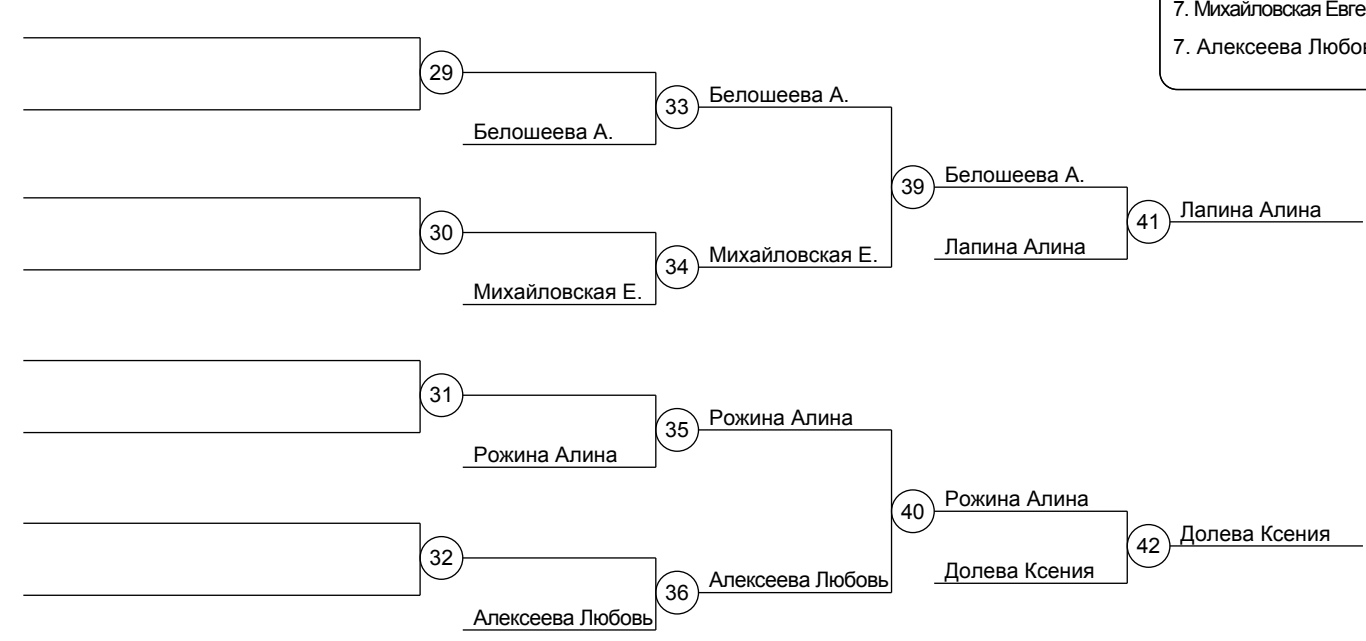 7. Михайловская Евге
7. Алексеева Любов
29
Белошеева А.
33
Белошеева А.
30
Михайловская Е.
34
Михайловская Е.
39
Белошеева А.
Лапина Алина
41
Лапина Алина
31
Рожина Алина
35
Рожина Алина
32
Алексеева Любовь
36
Алексеева Любовь
40
Рожина Алина
Долева Ксения
42
Долева Ксения